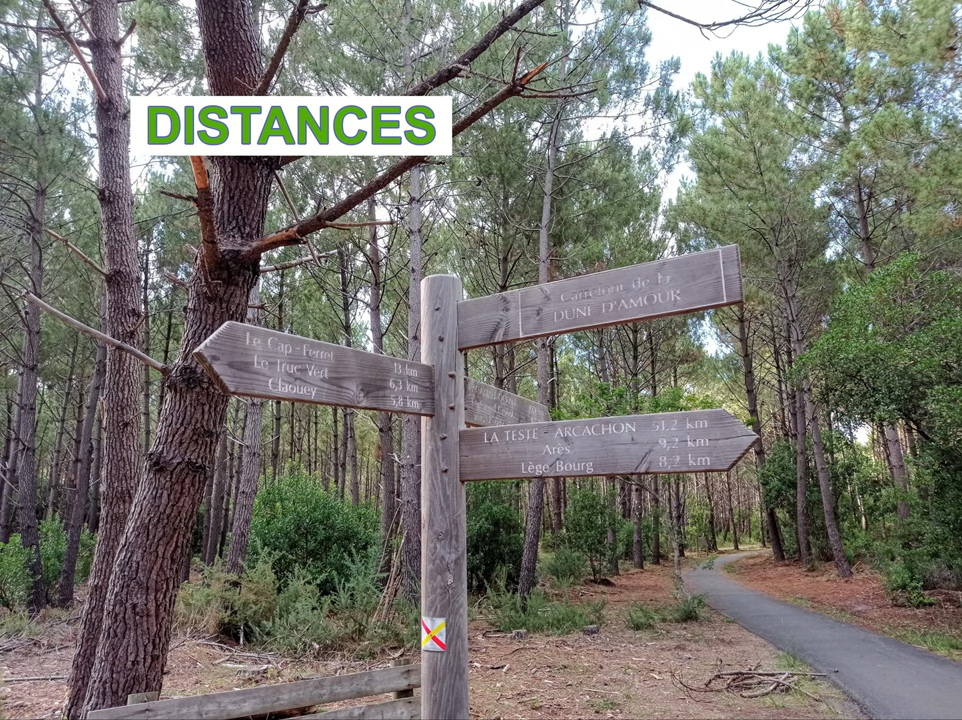 DISTANCES
Carrefour de la
DUNE D'AMOUR
Le Cap-Ferret 13 km
Le Truc Vert 6,3 km
Claouey 5,8 km
LA TESTE - ARCACHON 51,2 km
Arès 9,2 km
Lège Bourg 8,2 km